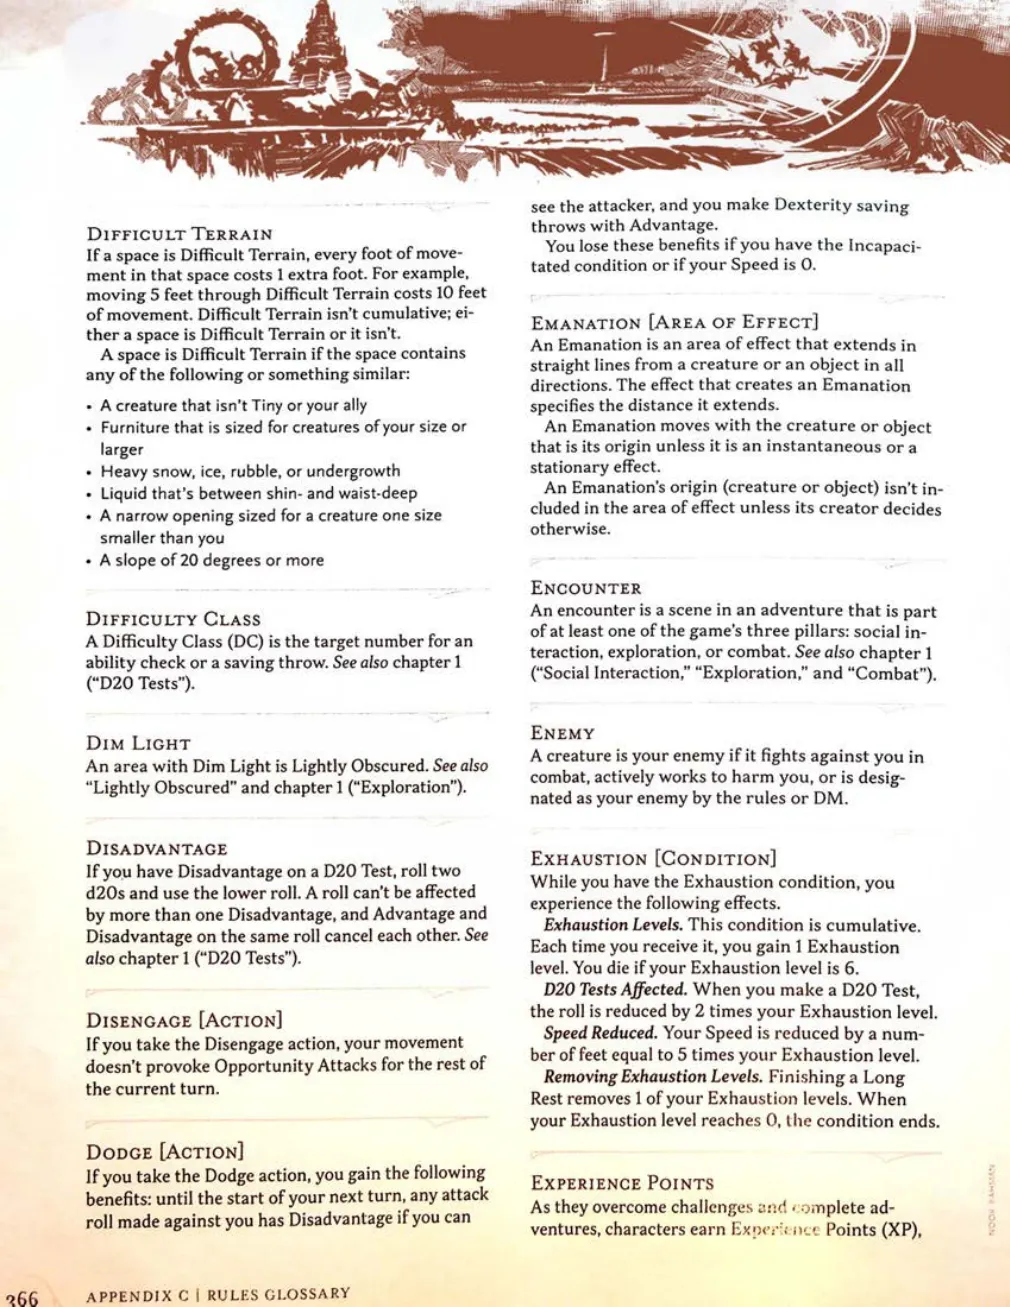 DIFFICULT TERRAIN
If a space is Difficult Terrain, every foot of move-
ment in that space costs 1 extra foot. For example,
moving 5 feet through Difficult Terrain costs 10 feet
of movement. Difficult Terrain isn't cumulative; ei-
ther a space is Difficult Terrain or it isn't.
A space is Difficult Terrain if the space contains
any of the following or something similar:
• A creature that isn't Tiny or your ally
• Furniture that is sized for creatures of your size or
larger
• Heavy snow, ice, rubble, or undergrowth
• Liquid that's between shin- and waist-deep
• A narrow opening sized for a creature one size
smaller than you
• A slope of 20 degrees or more
DIFFICULTY CLASS
A Difficulty Class (DC) is the target number for an
ability check or a saving throw. See also chapter 1
(“D20 Tests”).
DIM LIGHT
An area with Dim Light is Lightly Obscured. See also
“Lightly Obscured” and chapter 1 (“Exploration”).
DISADVANTAGE
If you have Disadvantage on a D20 Test, roll two
d20s and use the lower roll. A roll can't be affected
by more than one Disadvantage, and Advantage and
Disadvantage on the same roll cancel each other. See
also chapter 1 (“D20 Tests”).
DISENGAGE [ACTION]
If you take the Disengage action, your movement
doesn't provoke Opportunity Attacks for the rest of
the current turn.
DODGE [ACTION]
If you take the Dodge action, you gain the following
benefits: until the start of your next turn, any attack
roll made against you has Disadvantage if you can
see the attacker, and you make Dexterity saving
throws with Advantage.
You lose these benefits if you have the Incapaci-
tated condition or if your Speed is 0.
EMANATION [AREA OF EFFECT]
An Emanation is an area of effect that extends in
straight lines from a creature or an object in all
directions. The effect that creates an Emanation
specifies the distance it extends.
An Emanation moves with the creature or object
that is its origin unless it is an instantaneous or a
stationary effect.
An Emanation's origin (creature or object) isn't in-
cluded in the area of effect unless its creator decides
otherwise.
ENCOUNTER
An encounter is a scene in an adventure that is part
of at least one of the game's three pillars: social in-
teraction, exploration, or combat. See also chapter 1
(“Social Interaction,” “Exploration,” and “Combat”).
ENEMY
A creature is your enemy if it fights against you in
combat, actively works to harm you, or is desig-
nated as your enemy by the rules or DM.
EXHAUSTION [CONDITION]
While you have the Exhaustion condition, you
experience the following effects.
Exhaustion Levels. This condition is cumulative.
Each time you receive it, you gain 1 Exhaustion
level. You die if your Exhaustion level is 6.
D20 Tests Affected. When you make a D20 Test,
the roll is reduced by 2 times your Exhaustion level.
Speed Reduced. Your Speed is reduced by a num-
ber of feet equal to 5 times your Exhaustion level.
Removing Exhaustion Levels. Finishing a Long
Rest removes 1 of your Exhaustion levels. When
your Exhaustion level reaches 0, the condition ends.
EXPERIENCE POINTS
As they overcome challenges and complete ad-
ventures, characters earn Experience Points (XP),
NOOR RAHMAN
366
APPENDIX C | RULES GLOSSARY